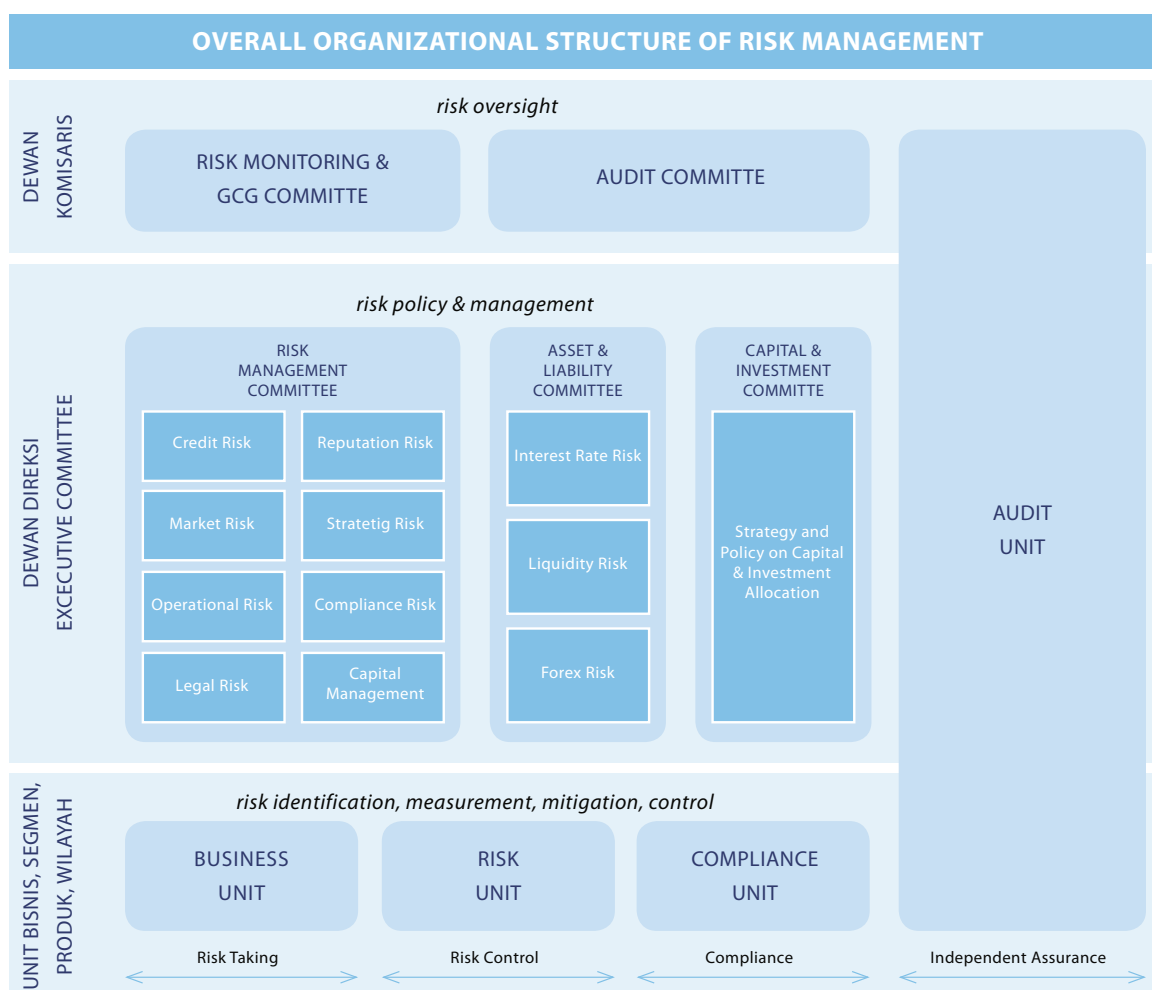 OVERALL ORGANIZATIONAL STRUCTURE OF RISK MANAGEMENT
DEWAN
KOMISARIS
risk oversight
RISK MONITORING &
GCG COMMITTE
AUDIT COMMITTE
DEWAN DIREKSI
EXCECUTIVE COMMITTEE
risk policy & management
RISK
MANAGEMENT
COMMITTEE
Credit Risk
Reputation Risk
Market Risk
Stratetig Risk
Operational Risk
Compliance Risk
Legal Risk
Capital
Management
ASSET &
LIABILITY
COMMITTEE
Interest Rate Risk
Liquidity Risk
Forex Risk
CAPITAL &
INVESTMENT
COMMITTE
Strategy and
Policy on Capital
& Investment
Allocation
AUDIT
UNIT
UNIT BISNIS, SEGMEN,
PRODUK, WILAYAH
risk identification, measurement, mitigation, control
BUSINESS
UNIT
RISK
UNIT
COMPLIANCE
UNIT
Risk Taking
Risk Control
Compliance
Independent Assurance